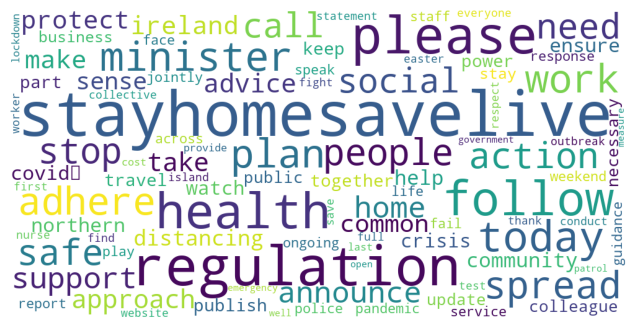 protect
ireland
call
please
need
lockdown
business
face
statement
staff
everyone
ensure
make
minister
keep
power
response
part
sense
jointly
speak
easter
stay
advice
social
work
worker
collective
fight
respect
stayhomesavelive
measure
stop
plan
people
action
outbreak
government
necessary
covid
take
across
provide
cost
island
travel
watch
public
together
help
weekend
first
adhere
health
home
follow
life
save
common
fail
today
thank
conduct
northern
distancing
ongoing
full
crisis
guidance
nurse
find
safe
play
last
community
regulation
open
patrol
support
announce
emergency
test
spread
approach
update
report
publish
police
pandemic
colleague
website
well
service